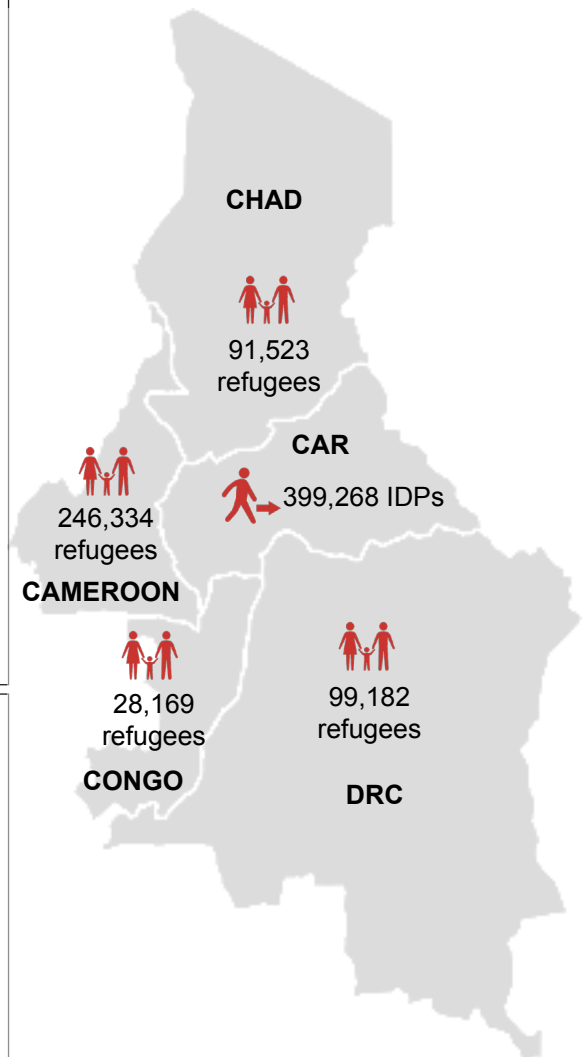 CHAD
91,523
refugees
CAR
399,268 IDPs
246,334
refugees
CAMEROON
28,169
refugees
CONGO
99,182
refugees
DRC